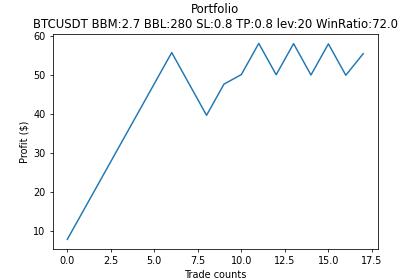 Portfolio
BTCUSDT BBM:2.7 BBL:280 SL:0.8 TP:0.8 lev:20 WinRatio:72.0
60
50
40
30
20
10
Profit ($)
0.0 2.5 5.0 7.5 10.0 12.5 15.0 17.5
Trade counts